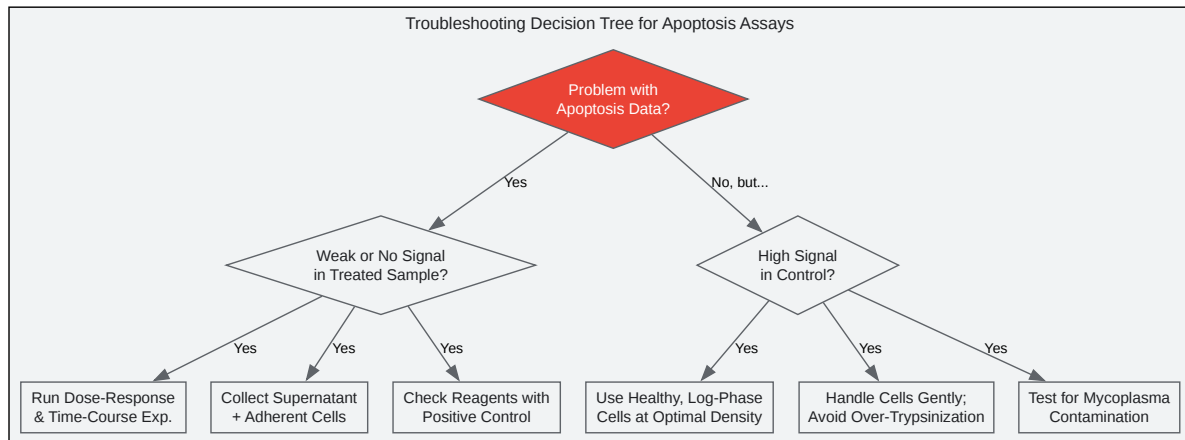 Troubleshooting Decision Tree for Apoptosis Assays
Problem with
Apoptosis Data?
Yes
No, but...
Weak or No Signal
in Treated Sample?
High Signal
in Control?
Yes
Yes
Yes
Yes
Yes
Yes
Run Dose-Response
& Time-Course Exp.
Collect Supernatant
+ Adherent Cells
Check Reagents with
Positive Control
Use Healthy, Log-Phase
Cells at Optimal Density
Handle Cells Gently;
Avoid Over-Trypsinization
Test for Mycoplasma
Contamination